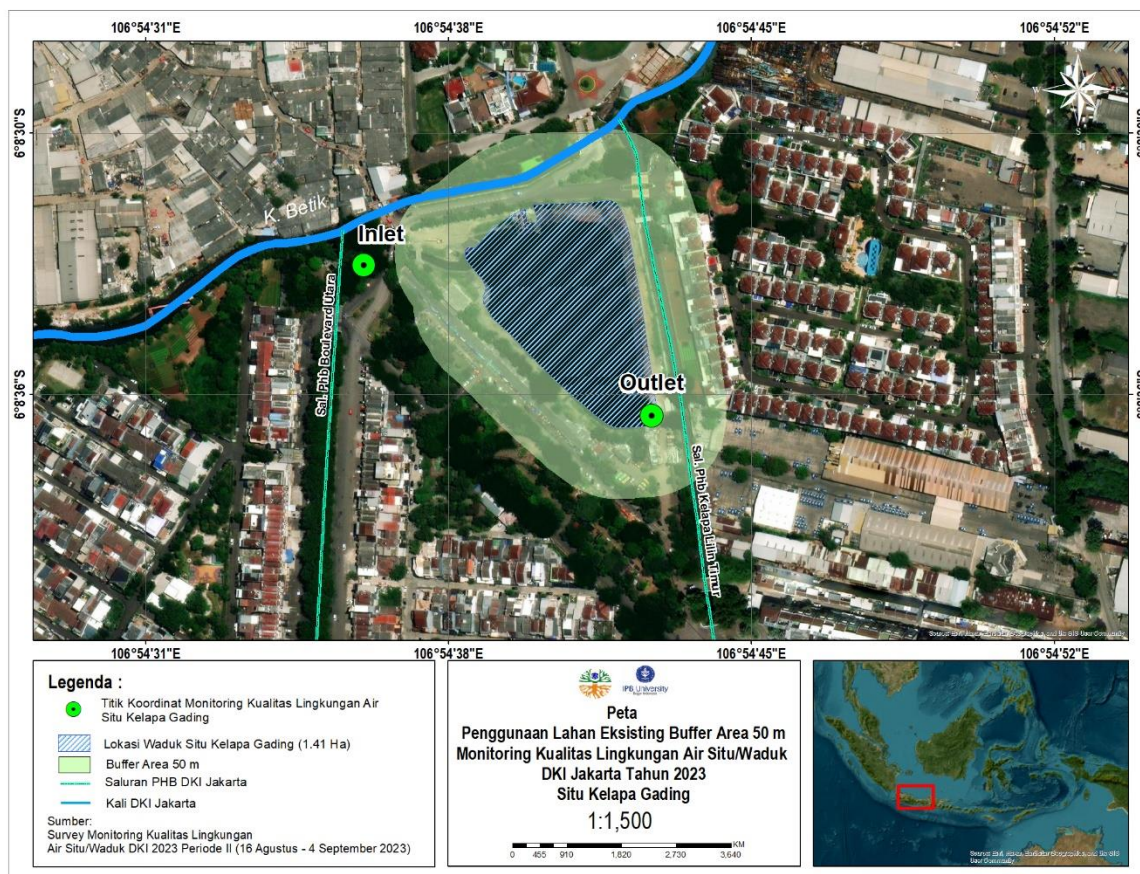 106°54'31"E 106°54'38"E 106°54'45"E 106°54'52"E
6°8'30"S
6°8'36"S
K. Betik
Inlet
Outlet
Sal. Phb Boulevard Utara
Sal. Phb Kelapa Lilin Timur
106°54'31"E 106°54'38"E 106°54'45"E 106°54'52"E
Legenda :
Titik Koordinat Monitoring Kualitas Lingkungan Air
Situ Kelapa Gading
Lokasi Waduk Situ Kelapa Gading (1.41 Ha)
Buffer Area 50 m
Saluran PHB DKI Jakarta
Kali DKI Jakarta
Sumber:
Survey Monitoring Kualitas Lingkungan
Air Situ/Waduk DKI 2023 Periode II (16 Agustus - 4 September 2023)
IPB University
Peta
Penggunaan Lahan Eksisting Buffer Area 50 m
Monitoring Kualitas Lingkungan Air Situ/Waduk
DKI Jakarta Tahun 2023
Situ Kelapa Gading
1:1,500
KM
0 455 910 1,820 2,730 3,640